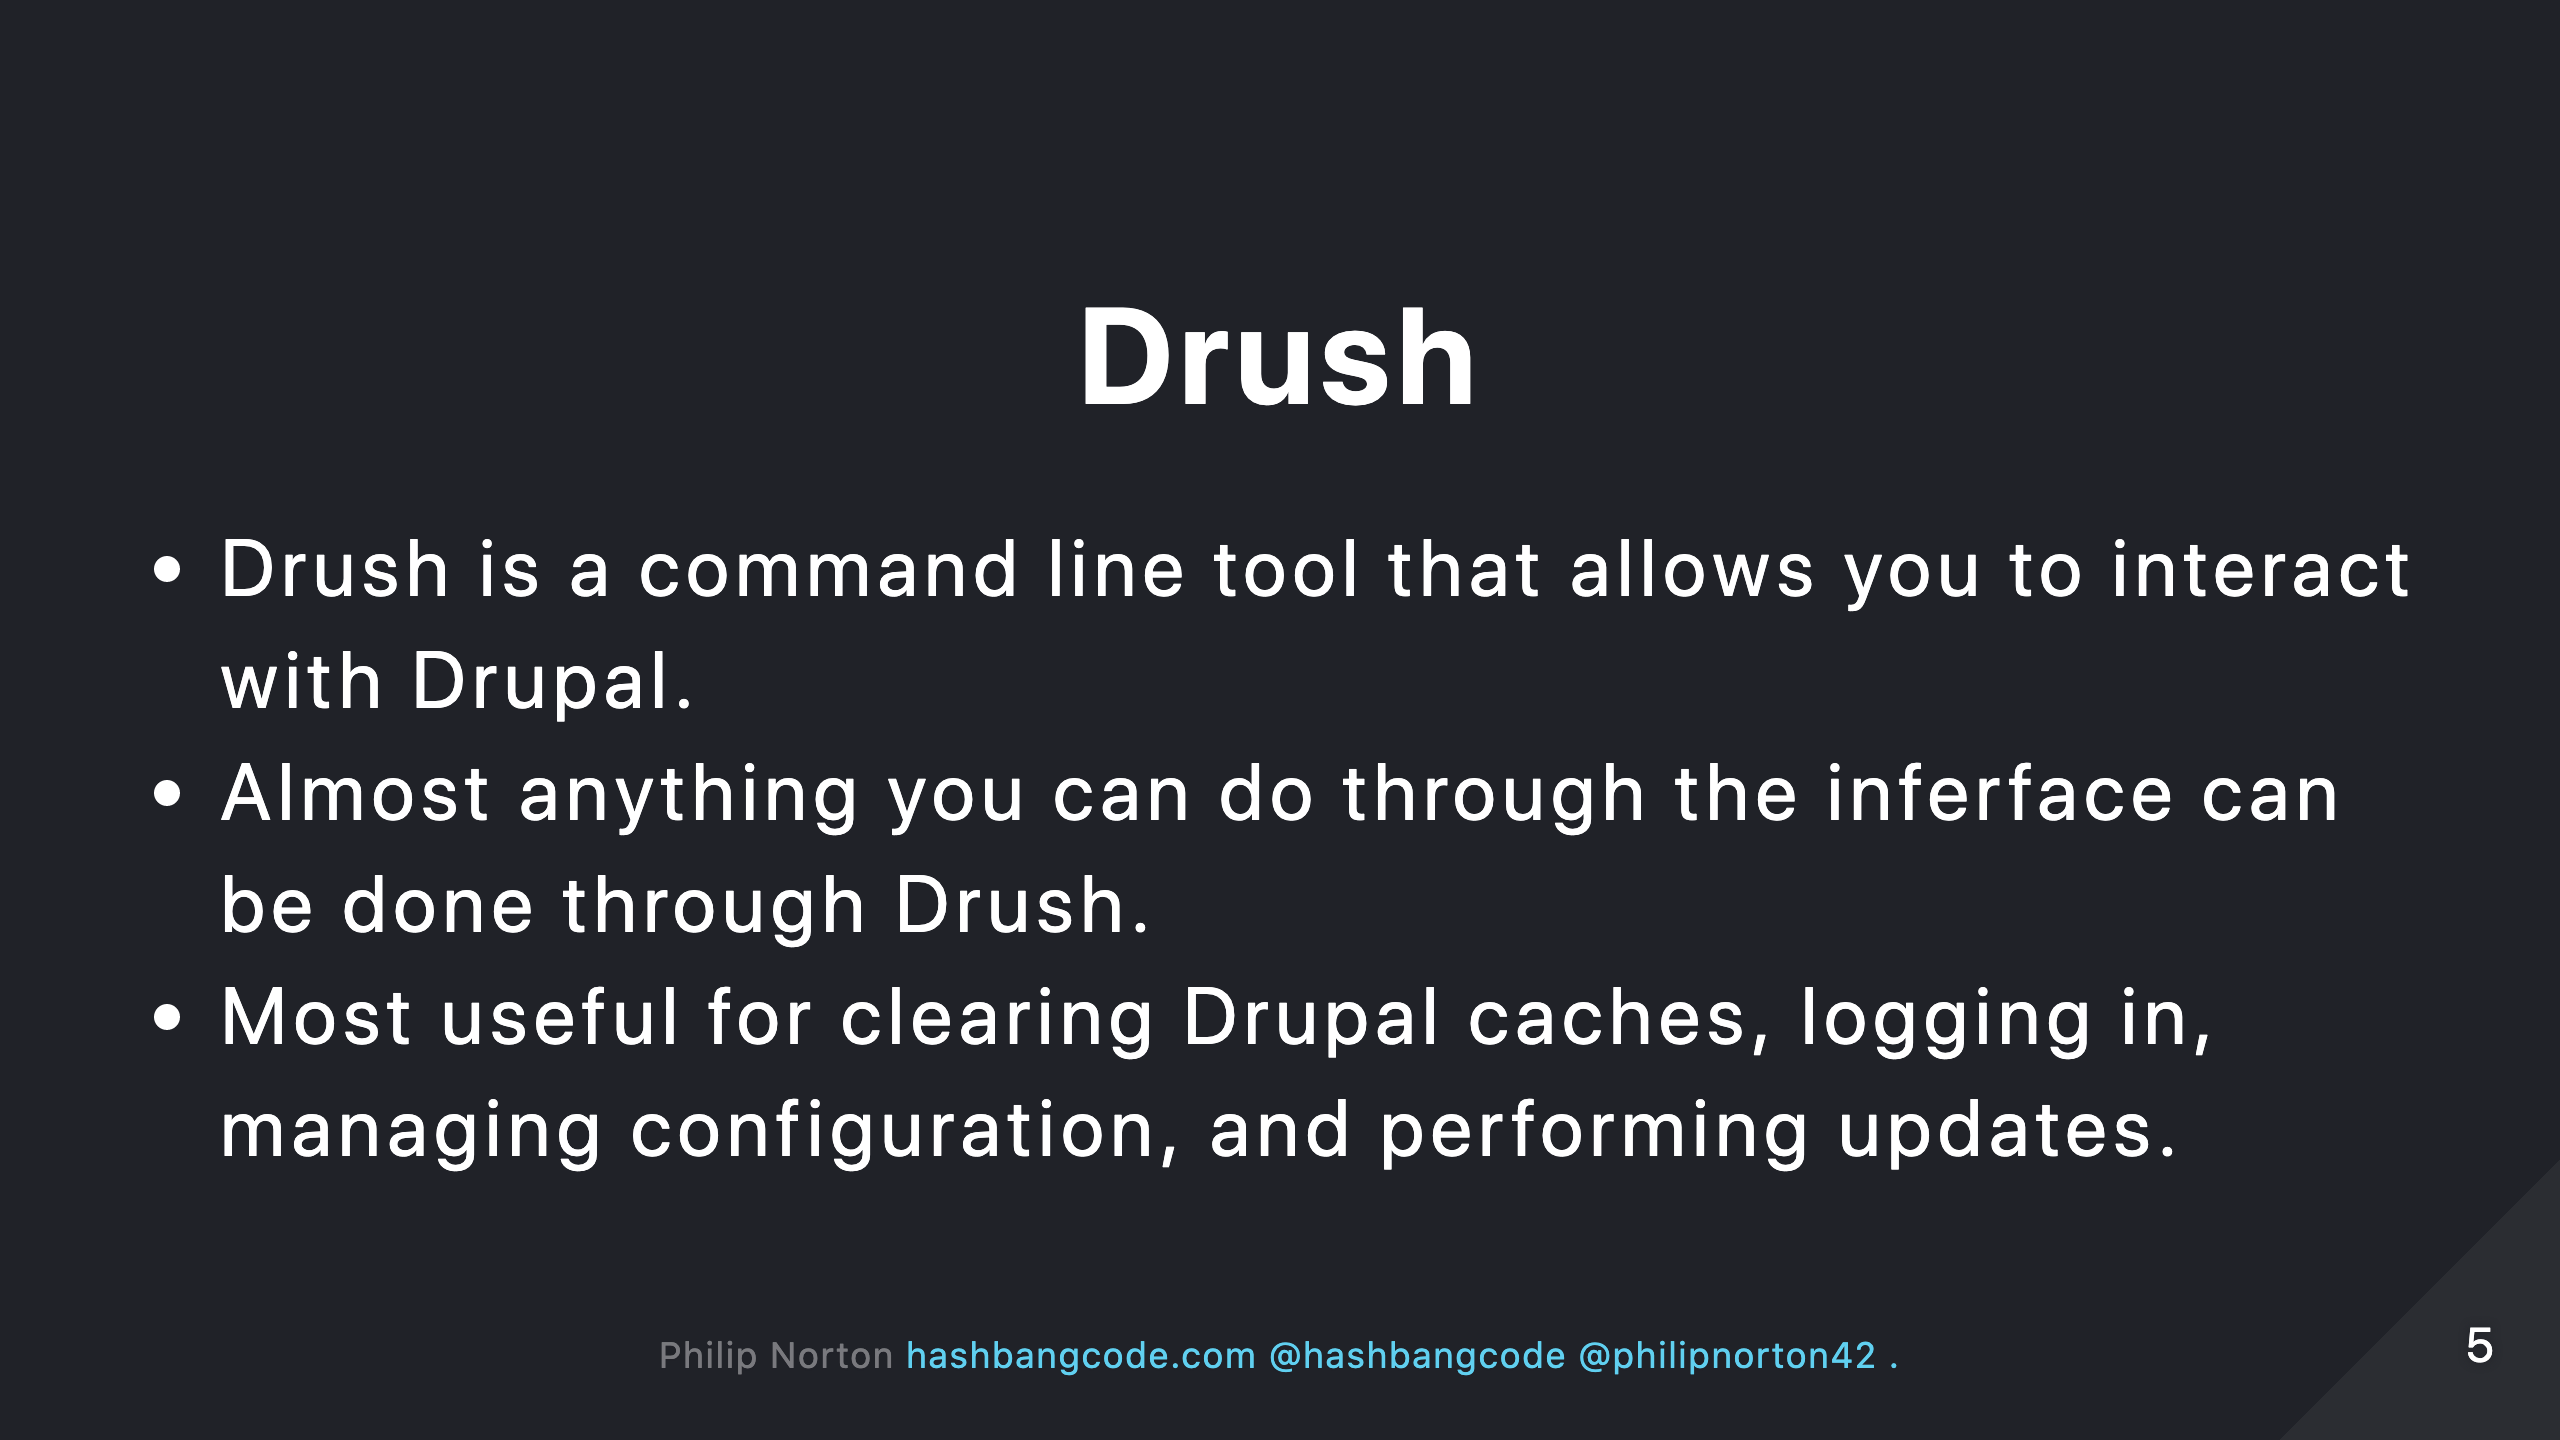 Drush
• Drush is a command line tool that allows you to interact
with Drupal.
• Almost anything you can do through the inferface can
be done through Drush.
• Most useful for clearing Drupal caches, logging in,
managing configuration, and performing updates.
Philip Norton hashbangcode.com @hashbangcode @philipnorton42 .
5